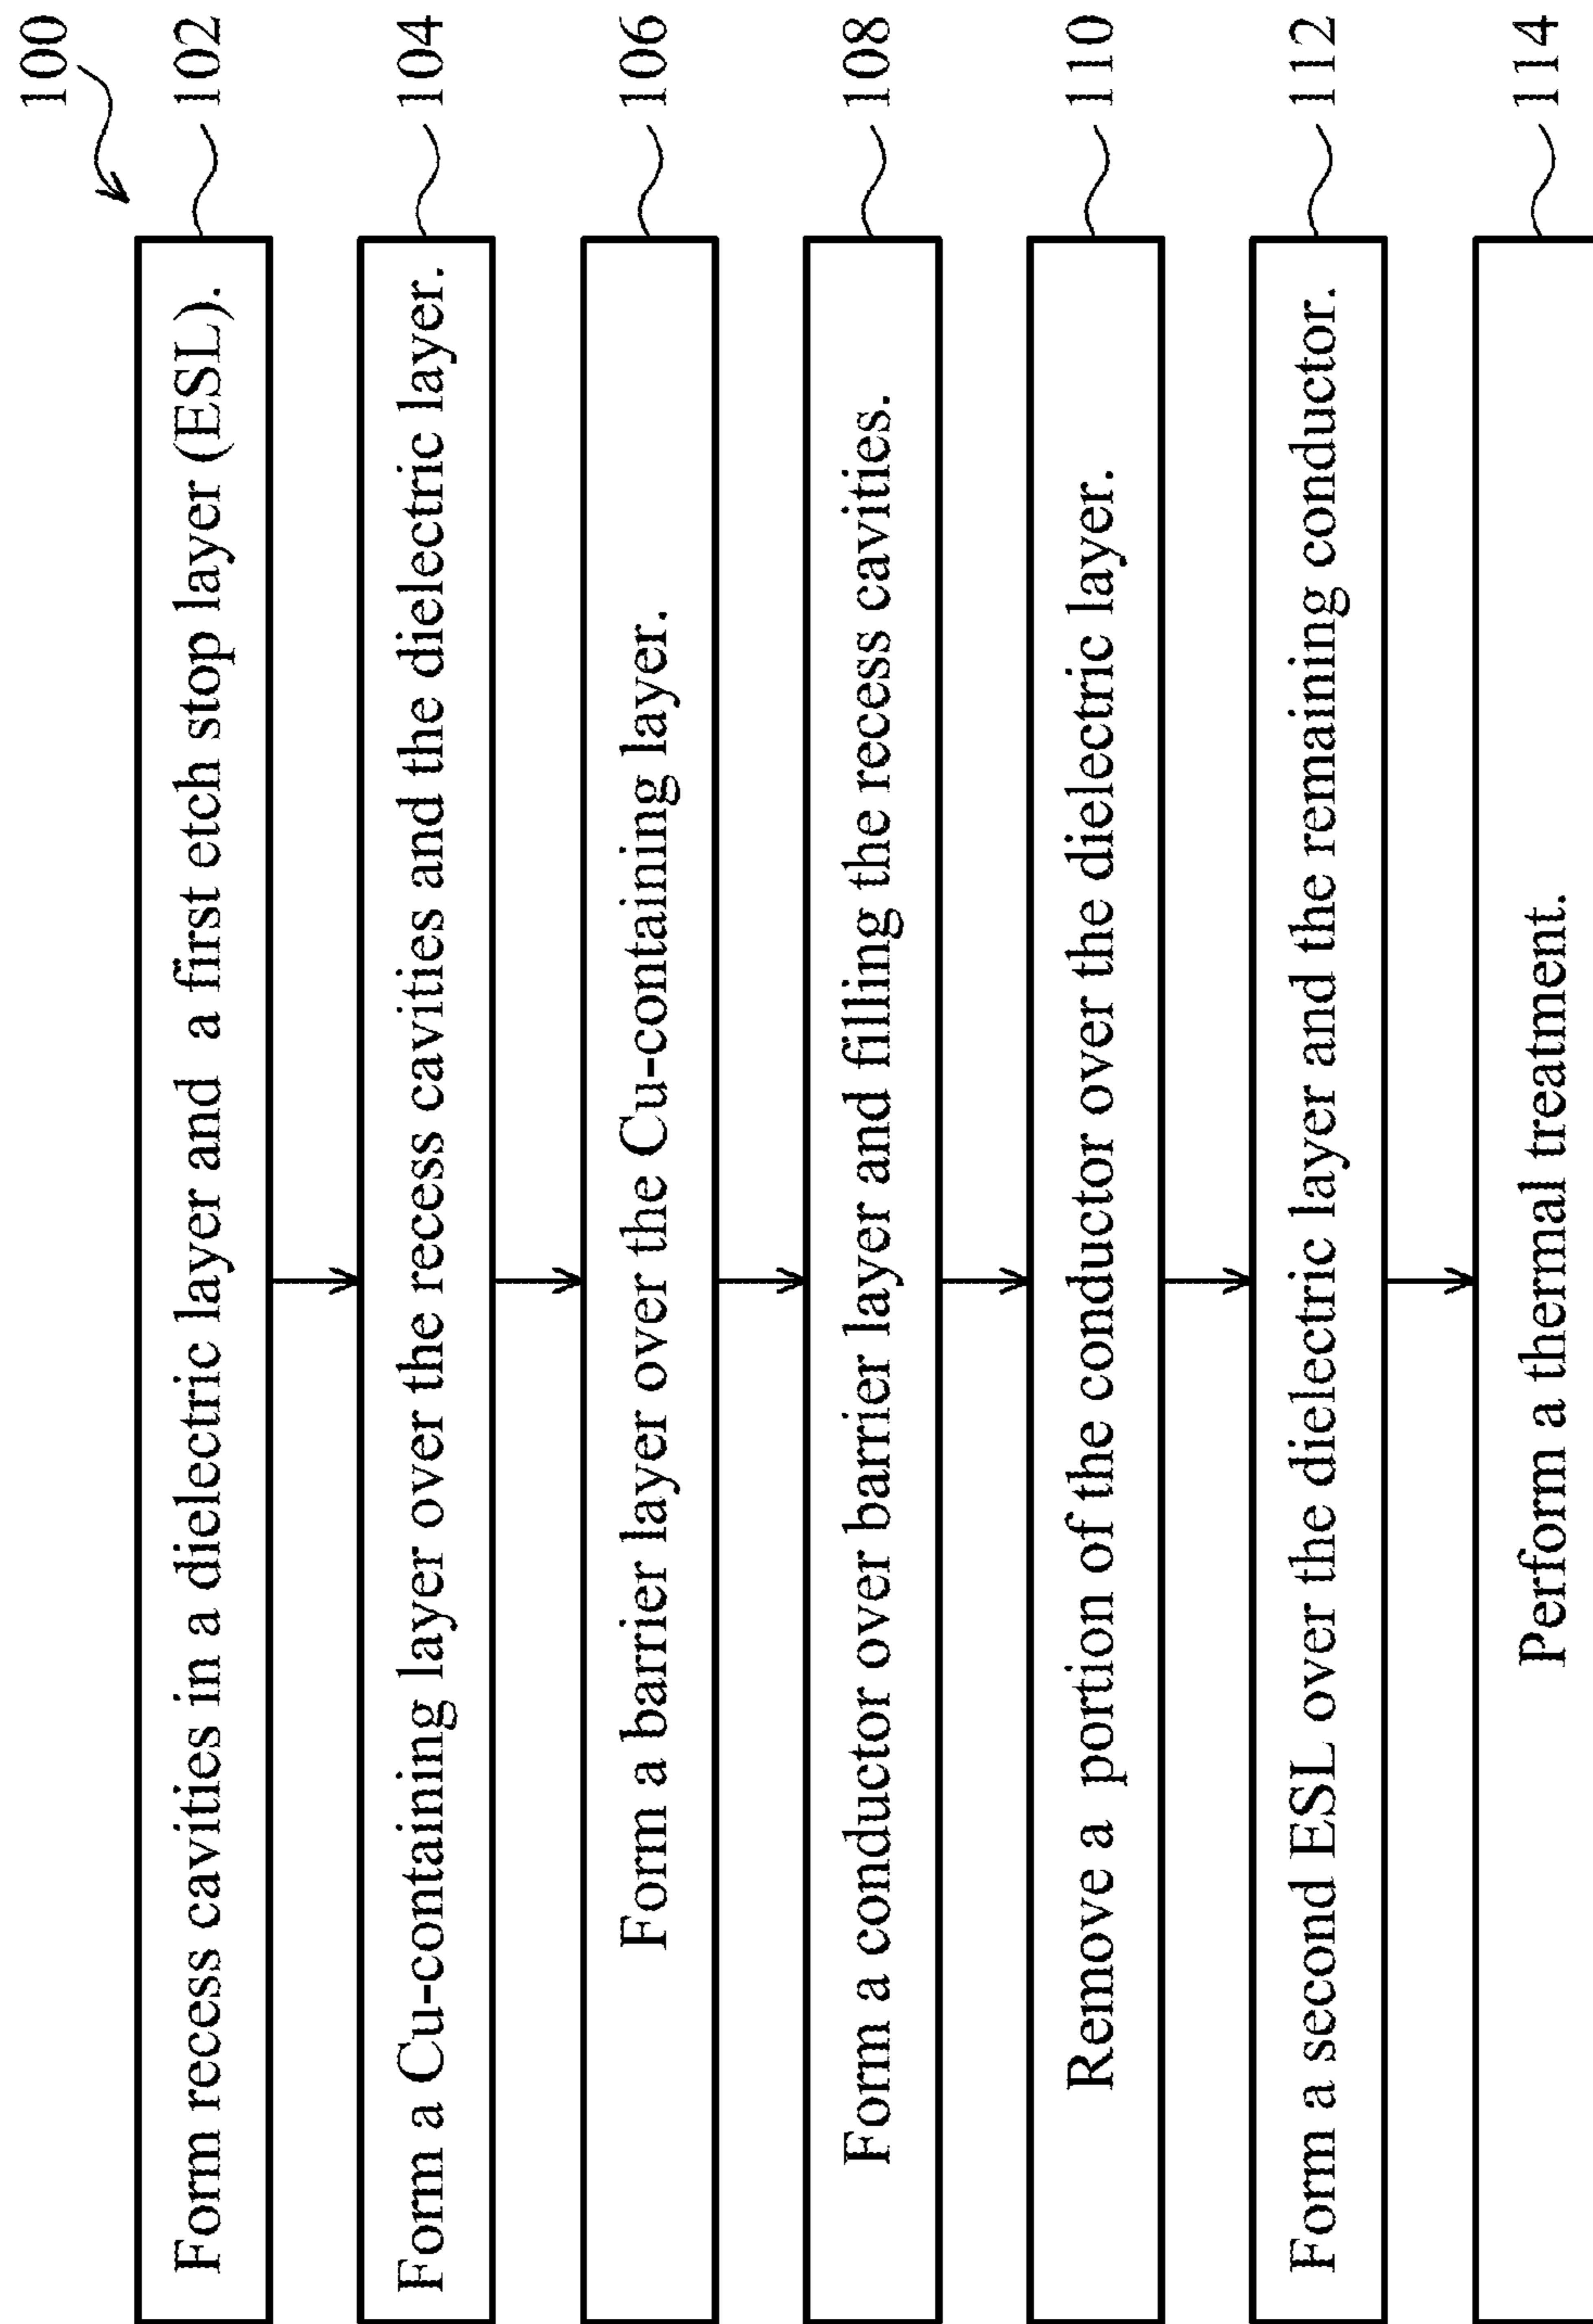 100
Form recess cavities in a dielectric layer and a first etch stop layer (ESL).
102
Form a Cu-containing layer over the recess cavities and the dielectric layer.
104
Form a barrier layer over the Cu-containing layer.
106
Form a conductor over barrier layer and filling the recess cavities.
108
Remove a portion of the conductor over the dielectric layer.
110
Form a second ESL over the dielectric layer and the remaining conductor.
112
Perform a thermal treatment.
114